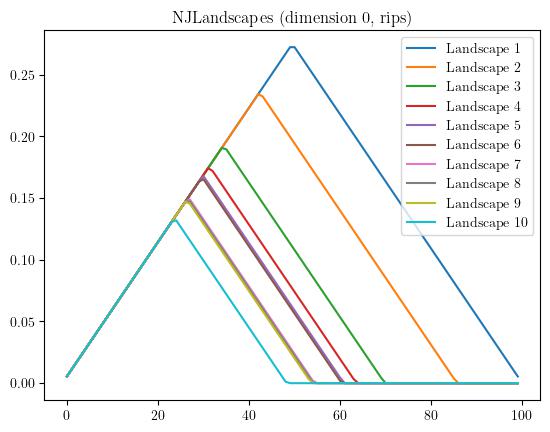 NJLandscapes (dimension 0, rips)
Landscape 1
Landscape 2
Landscape 3
Landscape 4
Landscape 5
Landscape 6
Landscape 7
Landscape 8
Landscape 9
Landscape 10
0.25
0.20
0.15
0.10
0.05
0.00
0 20 40 60 80 100